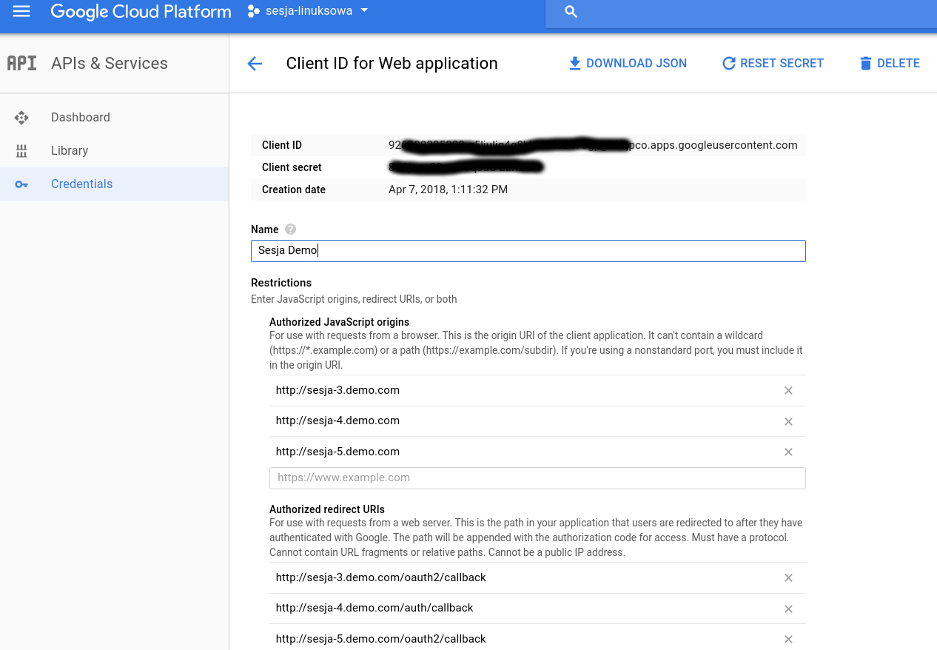 Google Cloud Platform sesja-linuksowa
API APIs & Services Client ID for Web application DOWNLOAD JSON RESET SECRET DELETE
Dashboard
Library
Credentials
Client ID pco.apps.googleusercontent.com
Client secret
Creation date Apr 7, 2018, 1:11:32 PM
Name ?
Sesja Demo
Restrictions
Enter JavaScript origins, redirect URIs, or both
Authorized JavaScript origins
For use with requests from a browser. This is the origin URI of the client application. It can't contain a wildcard
(https://*.example.com) or a path (https://example.com/subdir). If you're using a nonstandard port, you must include it
in the origin URI.
http://sesja-3.demo.com
http://sesja-4.demo.com
http://sesja-5.demo.com
https://www.example.com
Authorized redirect URIs
For use with requests from a web server. This is the path in your application that users are redirected to after they have
authenticated with Google. The path will be appended with the authorization code for access. Must have a protocol.
Cannot contain URL fragments or relative paths. Cannot be a public IP address.
http://sesja-3.demo.com/oauth2/callback
http://sesja-4.demo.com/auth/callback
http://sesja-5.demo.com/oauth2/callback